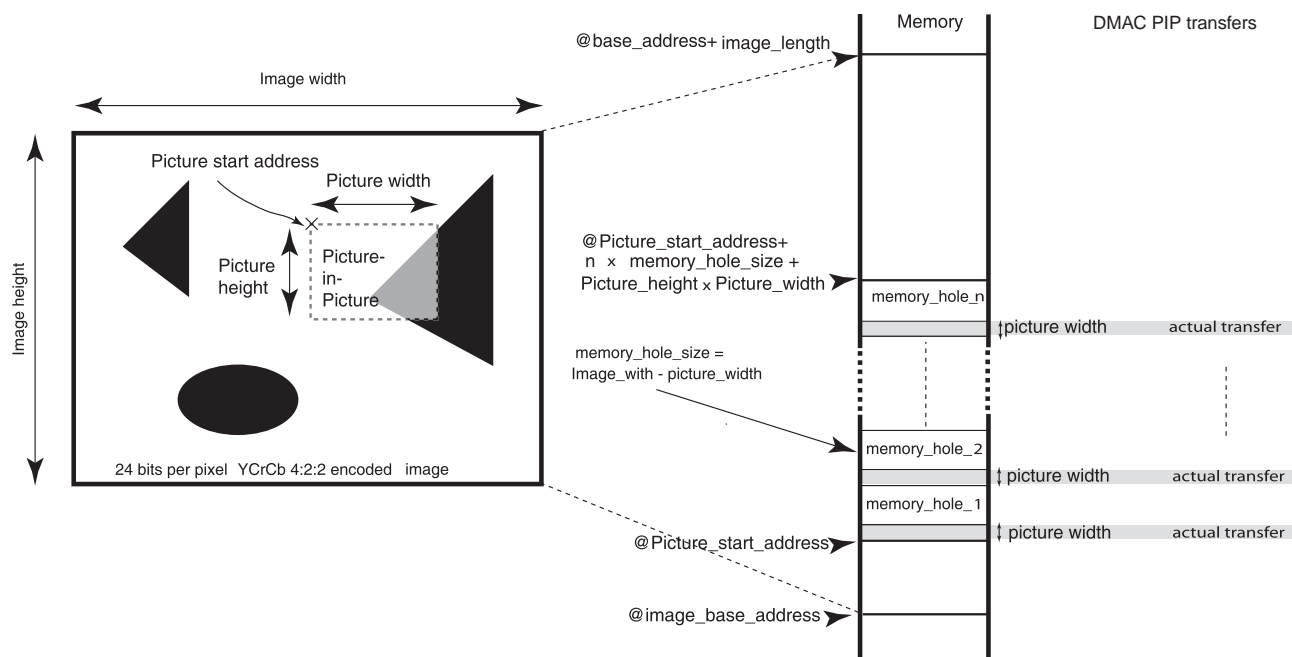 Memory
DMAC PIP transfers
@base_address+ image_length
Image width
Image height
Picture start address
Picture width
Picture
height
Picture-
in-
Picture
24 bits per pixel YCrCb 4:2:2 encoded image
@Picture_start_address+
n x memory_hole_size +
Picture_height x Picture_width
memory_hole_n
picture width
actual transfer
memory_hole_size =
Image_with - picture_width
memory_hole_2
picture width
actual transfer
memory_hole_1
picture width
actual transfer
@Picture_start_address
@image_base_address